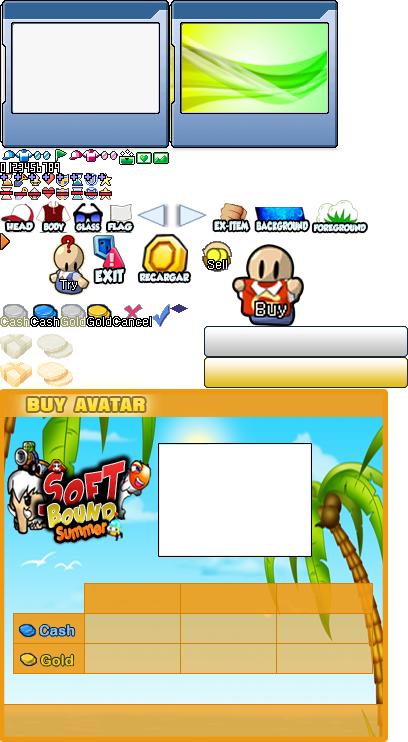 0123456789
HEAD BODY GLASS FLAG EX-ITEM BACKGROUND FOREGROUND
Try EXIT RECARGAR Sell
Buy
Cash Cash Gold Gold Cancel
BUY AVATAR
SOFT
BOUND
Summer
Cash
Gold